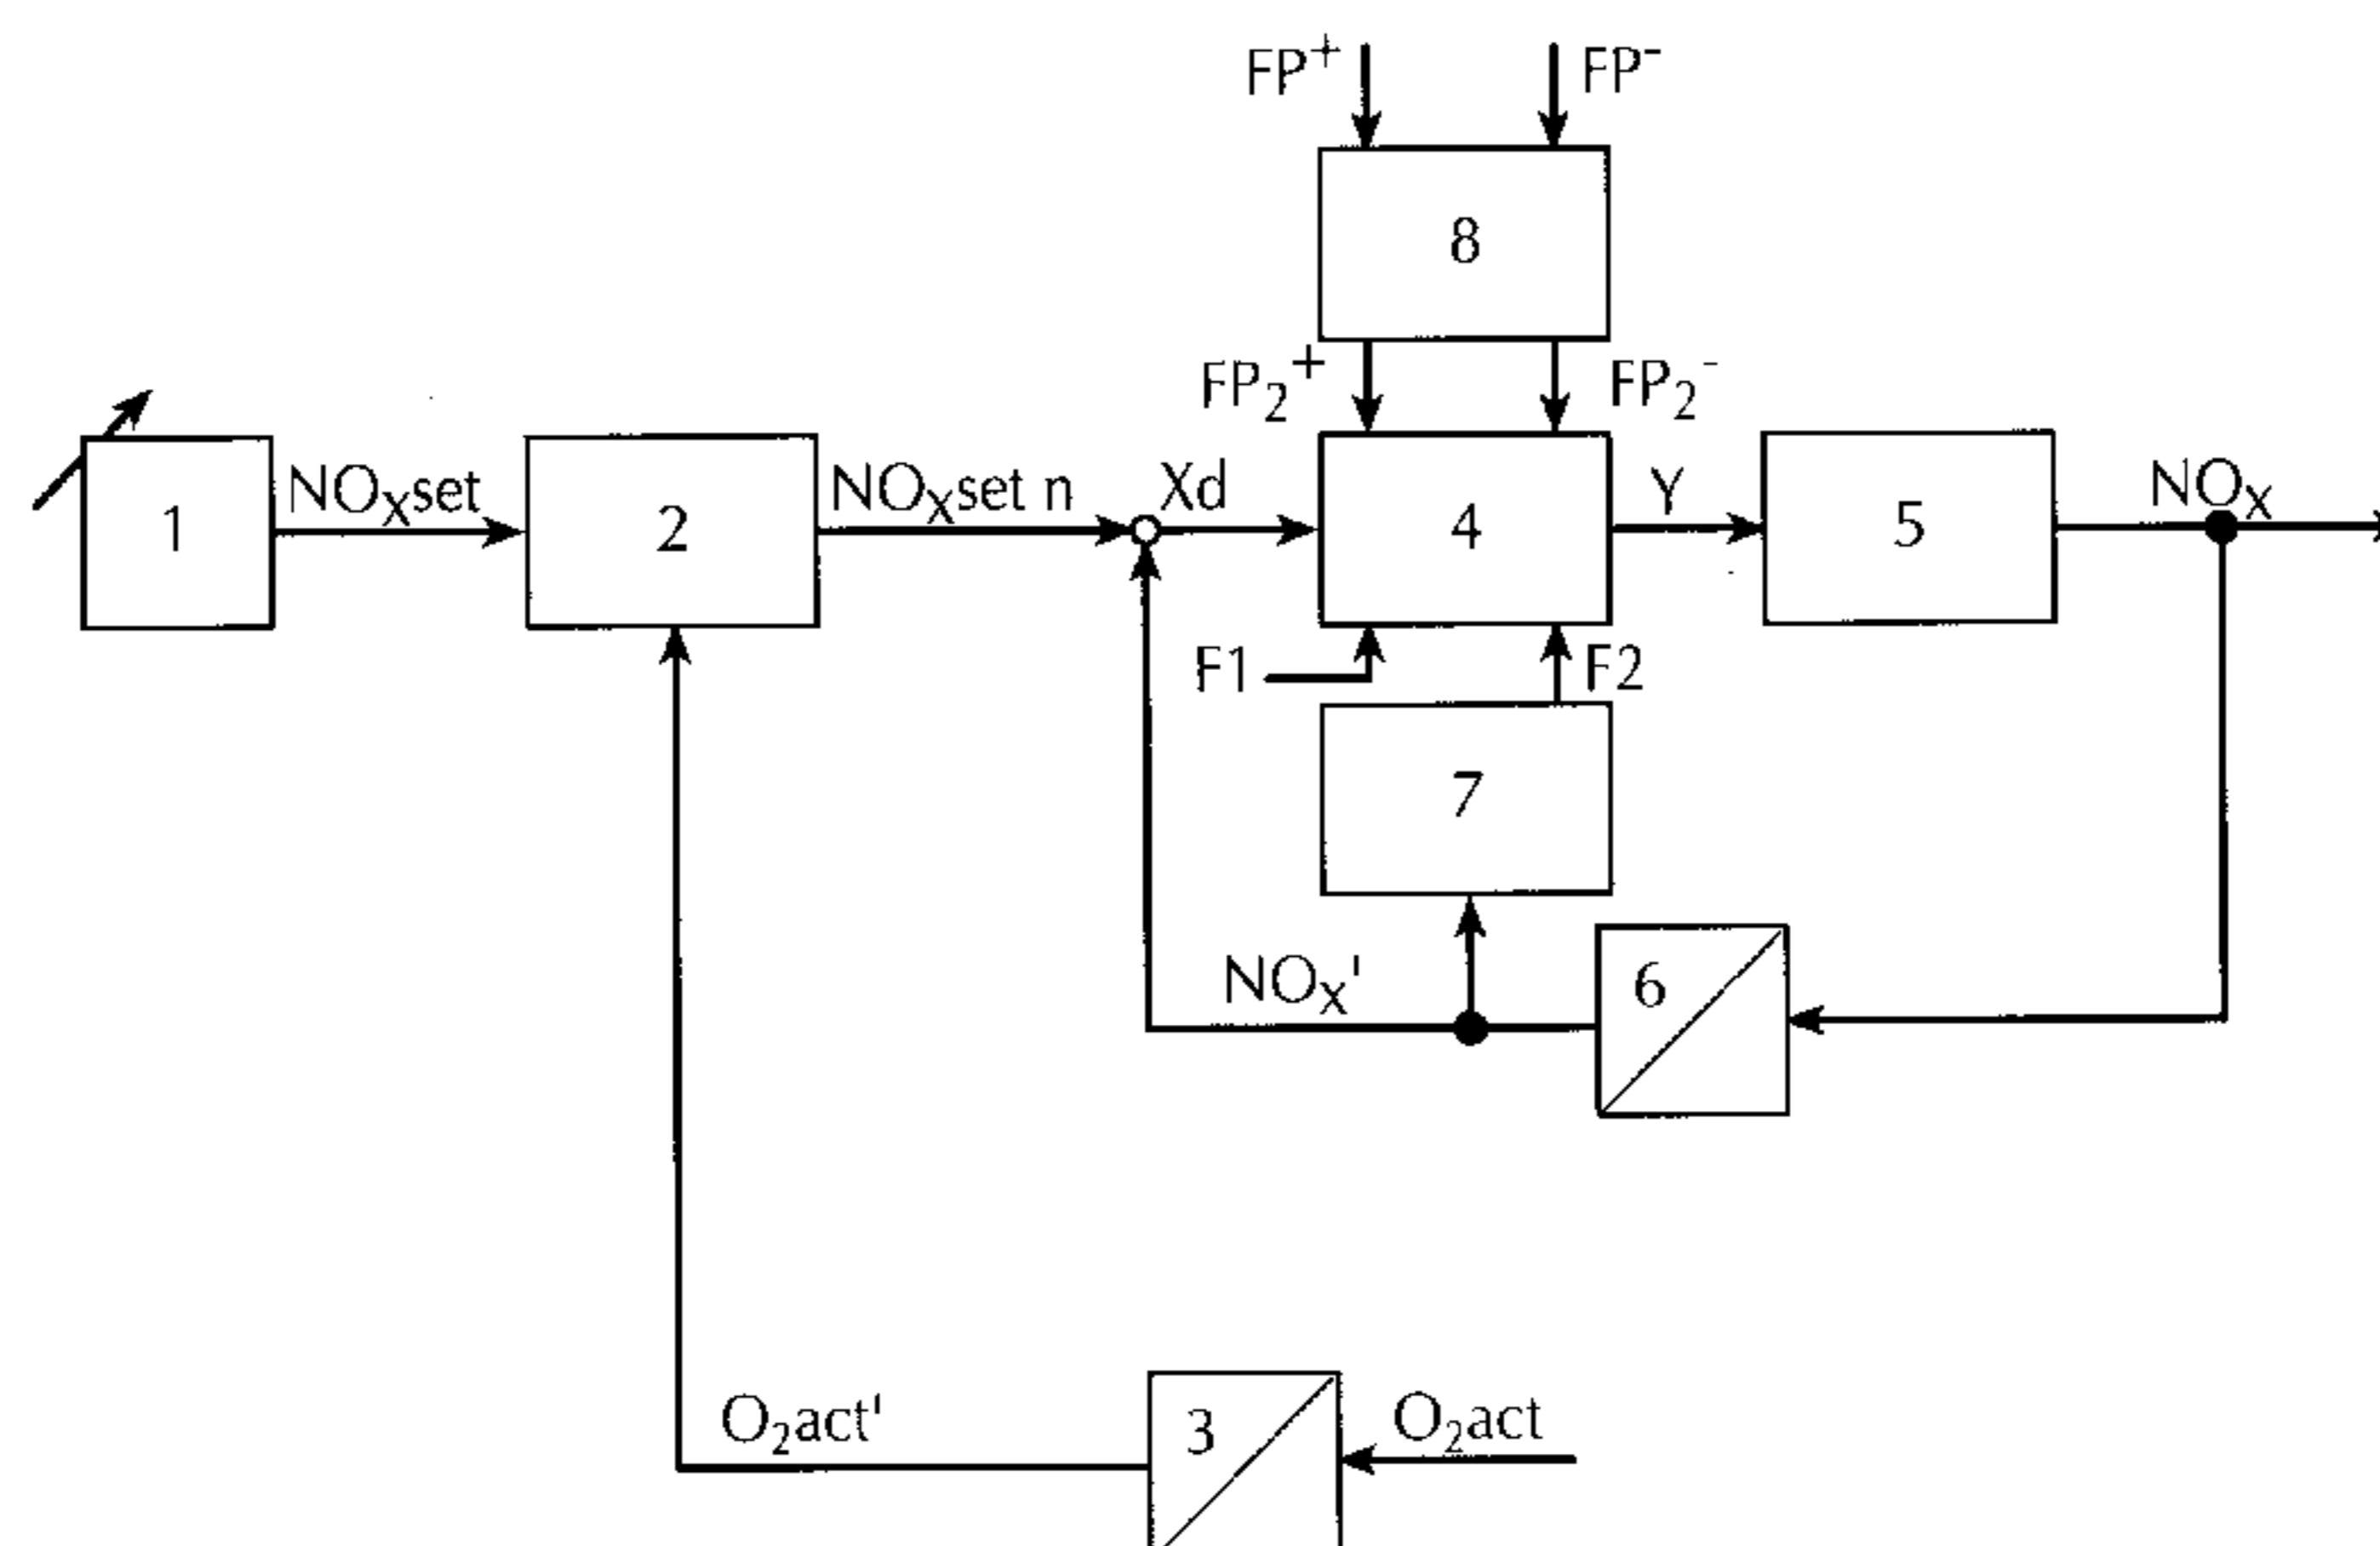 FP⁺ FP⁻
8
FP₂⁺ FP₂⁻
1 NOₓset 2 NOₓset n Xd 4 Y 5 NOₓ
F1 F2
7
NOₓ' 6
O₂act' 3 O₂act